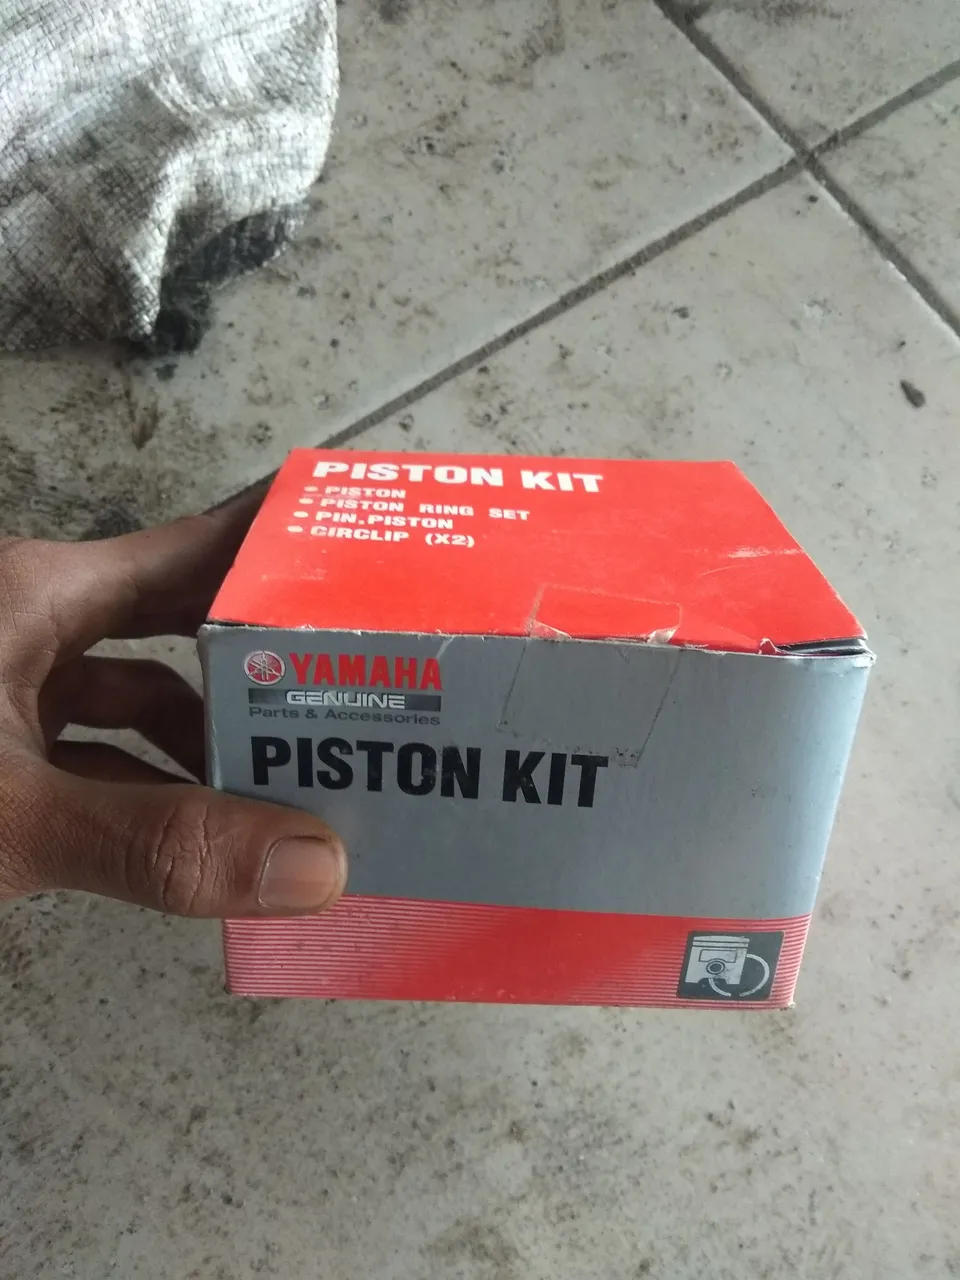 PISTON KIT
• PISTON
• PISTON RING SET
• PIN, PISTON
• CIRCLIP (X2)
YAMAHA
GENUINE
Parts & Accessories
PISTON KIT